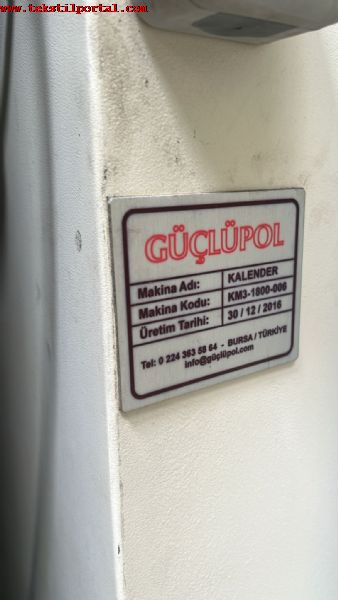 www.tekstilportal.com
GÜÇLÜPOL
Makina Adı: KALENDER
Makina Kodu: KM3-1800-006
Üretim Tarihi: 30 / 12 / 2016
Tel: 0 224 363 59 64 - BURSA / TÜRKİYE
info@güçlüpol.com